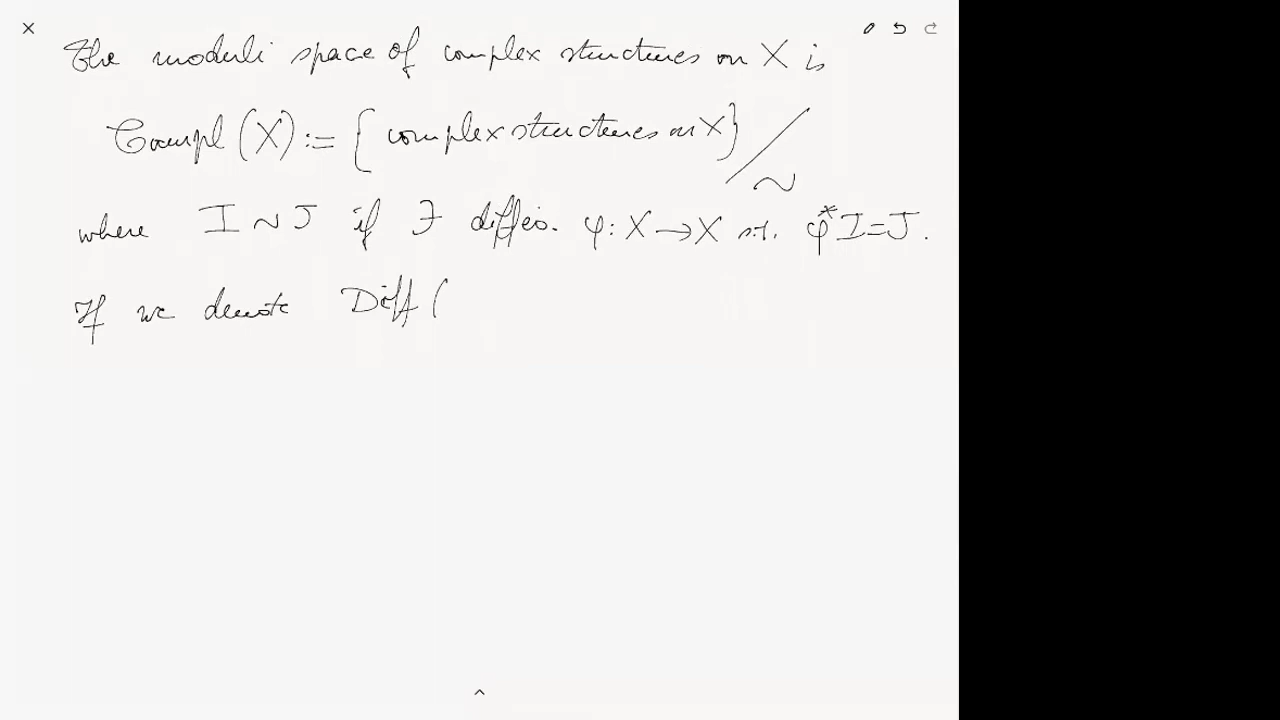 The moduli space of complex structures on X is
Compl (X) := { complex structures on X } / ~
where I ~ J if ∃ diffeo. φ: X → X s.t. φ* I = J.
If we denote Diff (